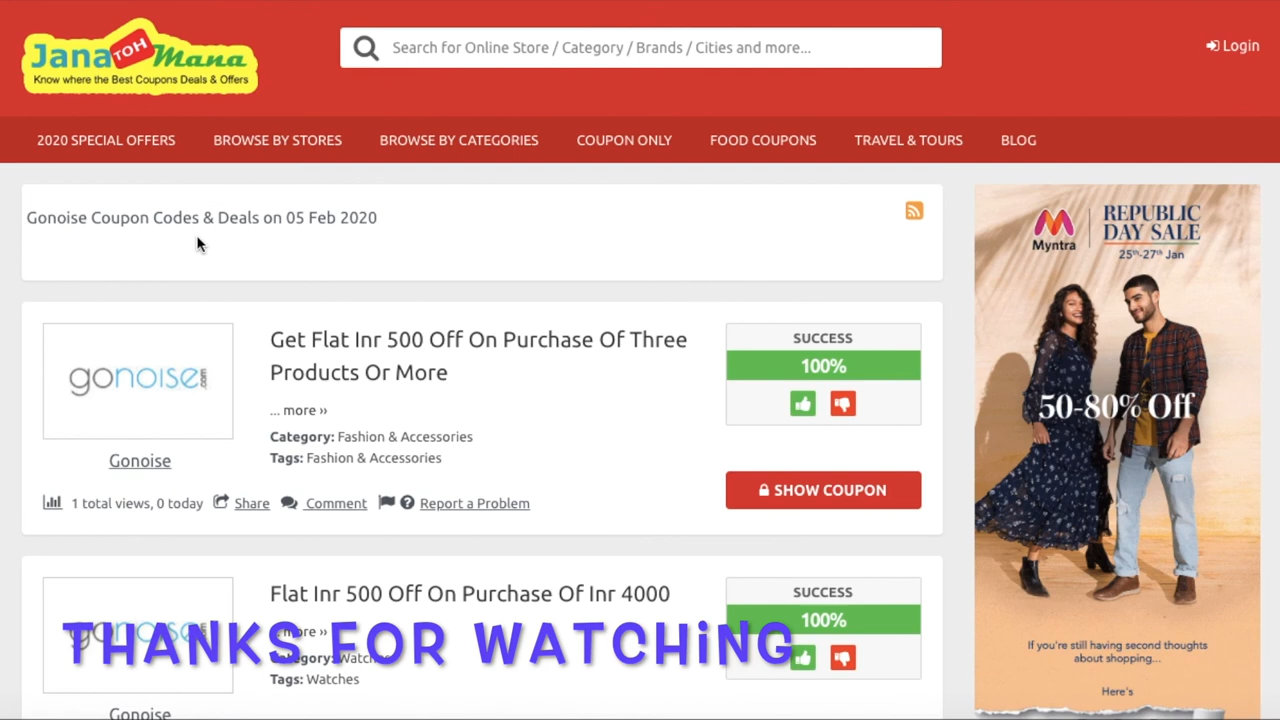 Jana TOH Mana
Know where the Best Coupons Deals & Offers
Search for Online Store / Category / Brands / Cities and more...
Login
2020 SPECIAL OFFERS
BROWSE BY STORES
BROWSE BY CATEGORIES
COUPON ONLY
FOOD COUPONS
TRAVEL & TOURS
BLOG
Gonoise Coupon Codes & Deals on 05 Feb 2020
gonoise.com
Gonoise
Get Flat Inr 500 Off On Purchase Of Three
Products Or More
... more ››
Category: Fashion & Accessories
Tags: Fashion & Accessories
SUCCESS
100%
SHOW COUPON
1 total views, 0 today
Share
Comment
Report a Problem
Flat Inr 500 Off On Purchase Of Inr 4000
... more ››
Category: Watches
Tags: Watches
SUCCESS
100%
gonoise
Gonoise
THANKS FOR WATCHiNG
Myntra
REPUBLIC
DAY SALE
25th-27th Jan
50-80% Off
If you're still having second thoughts
about shopping...
Here's